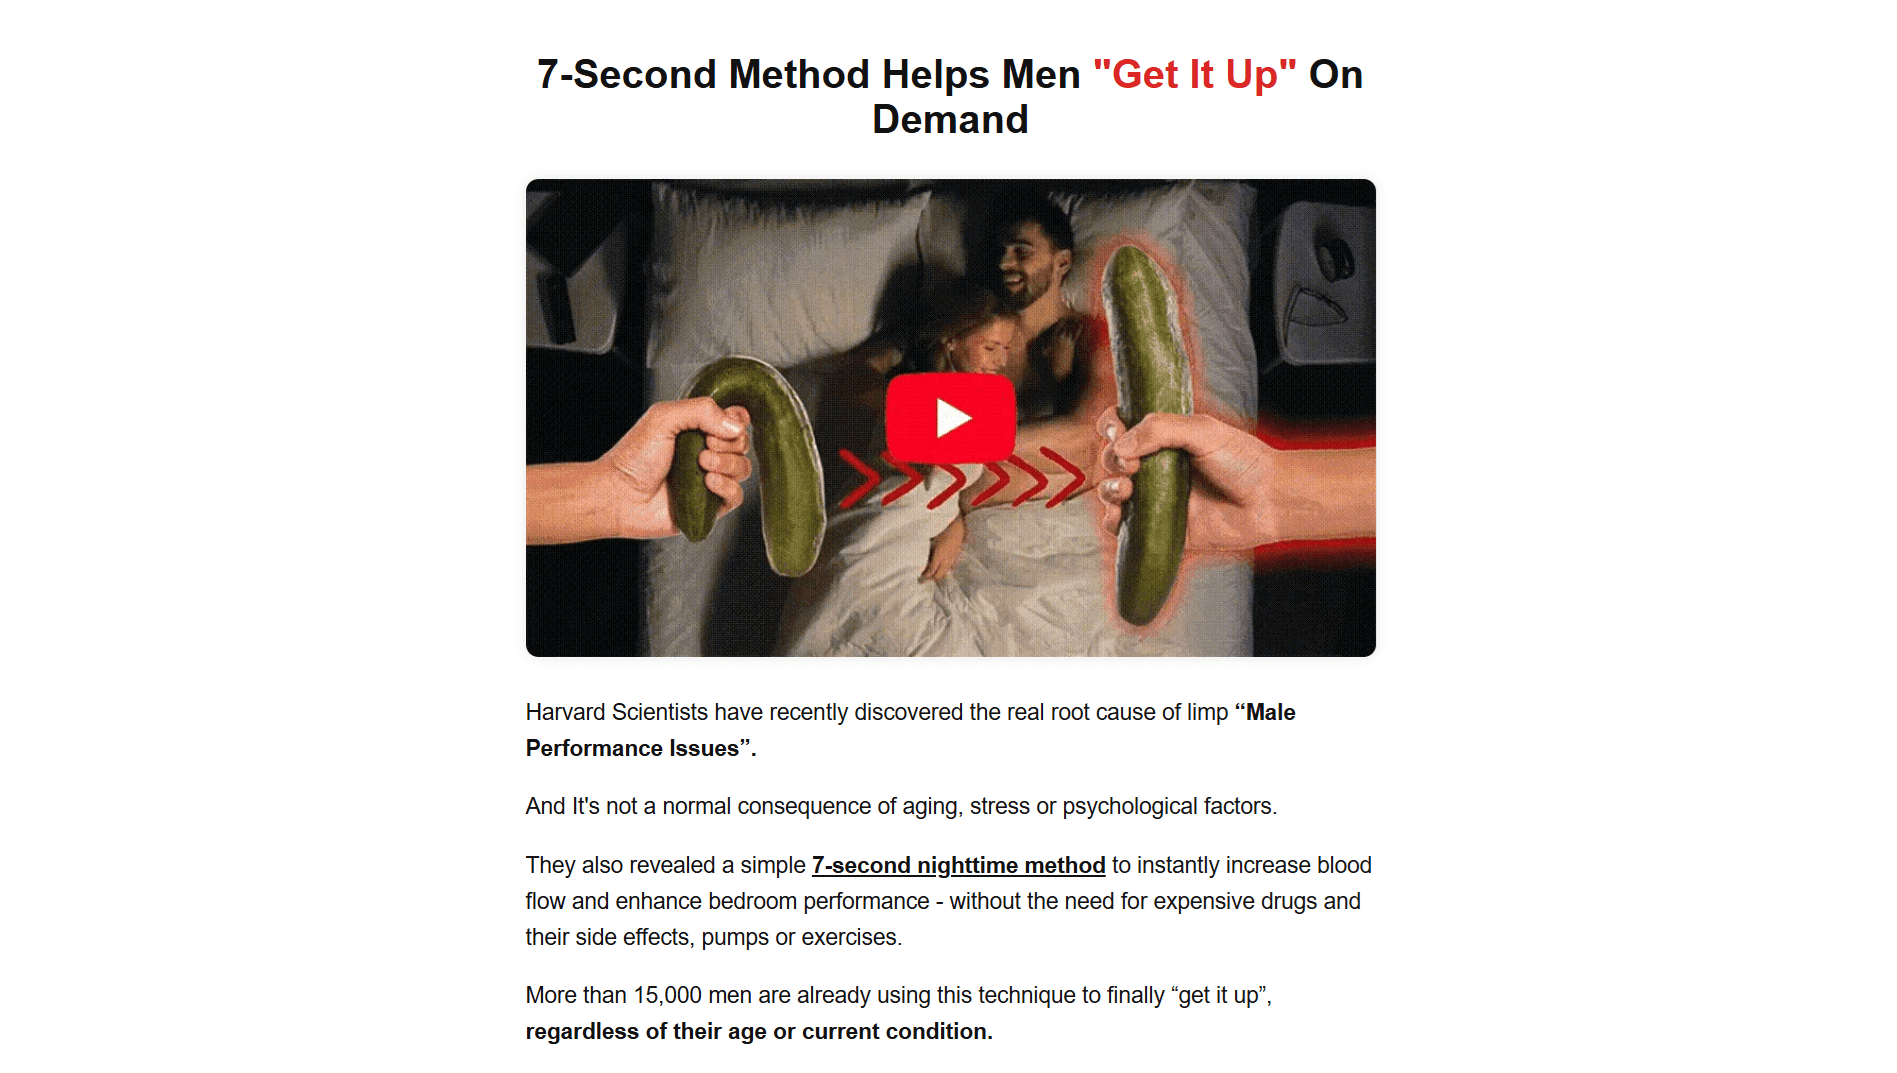 7-Second Method Helps Men "Get It Up" On
Demand
Harvard Scientists have recently discovered the real root cause of limp “Male
Performance Issues”.
And It's not a normal consequence of aging, stress or psychological factors.
They also revealed a simple 7-second nighttime method to instantly increase blood
flow and enhance bedroom performance - without the need for expensive drugs and
their side effects, pumps or exercises.
More than 15,000 men are already using this technique to finally “get it up”,
regardless of their age or current condition.